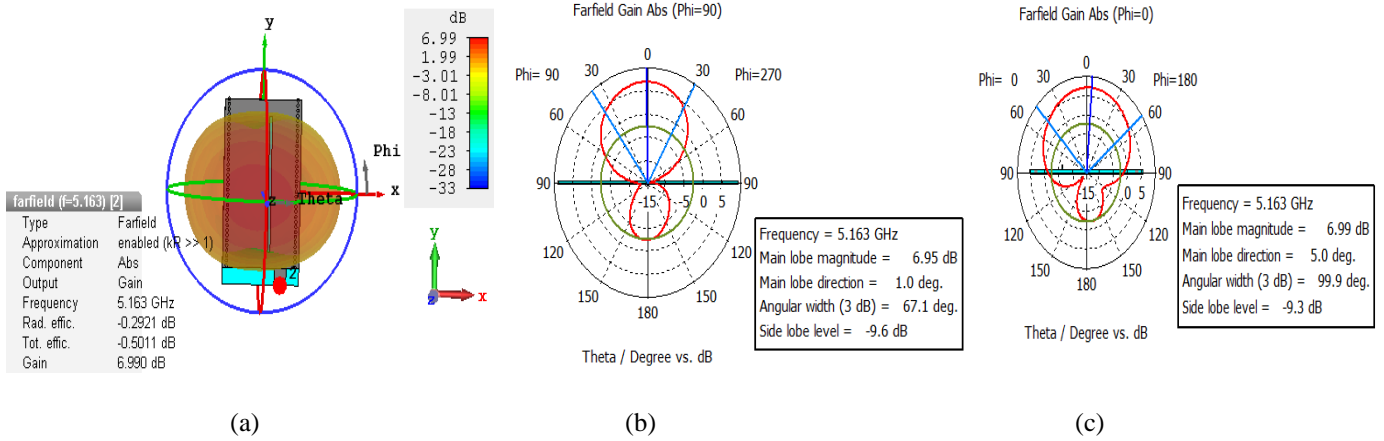 y
dB
6.99
1.99
-3.01
-8.01
-13
-18
-23
-28
-33
Phi
x
z
Theta
2
farfield (f=5.163) [2]
Type Farfield
Approximation enabled (kR >> 1)
Component Abs
Output Gain
Frequency 5.163 GHz
Rad. effic. -0.2921 dB
Tot. effic. -0.5011 dB
Gain 6.990 dB
y
z
x
(a)
Farfield Gain Abs (Phi=90)
0
Phi= 90 30 30 Phi=270
60 60
90 -15 0 5 90
120 120
150 150
180
Theta / Degree vs. dB
Frequency = 5.163 GHz
Main lobe magnitude = 6.95 dB
Main lobe direction = 1.0 deg.
Angular width (3 dB) = 67.1 deg.
Side lobe level = -9.6 dB
(b)
Farfield Gain Abs (Phi=0)
0
Phi= 0 30 30 Phi=180
60 60
90 -15 0 5 90
120 120
150 150
180
Theta / Degree vs. dB
Frequency = 5.163 GHz
Main lobe magnitude = 6.99 dB
Main lobe direction = 5.0 deg.
Angular width (3 dB) = 99.9 deg.
Side lobe level = -9.3 dB
(c)